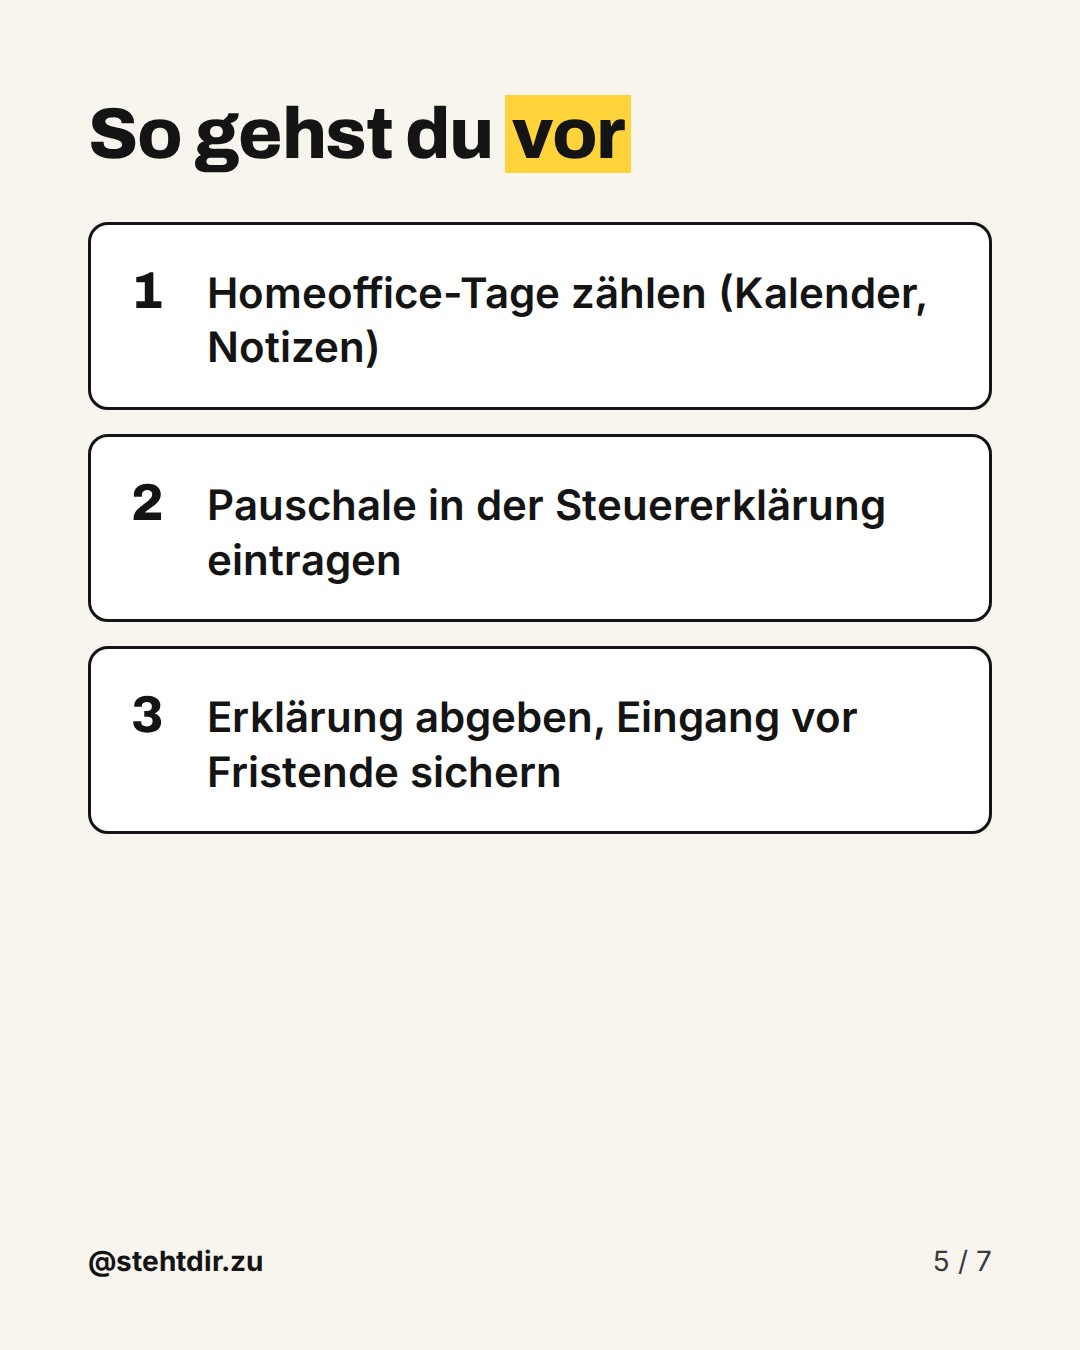 So gehst du vor
1 Homeoffice-Tage zählen (Kalender,
Notizen)
2 Pauschale in der Steuererklärung
eintragen
3 Erklärung abgeben, Eingang vor
Fristende sichern
@stehtdir.zu
5 / 7